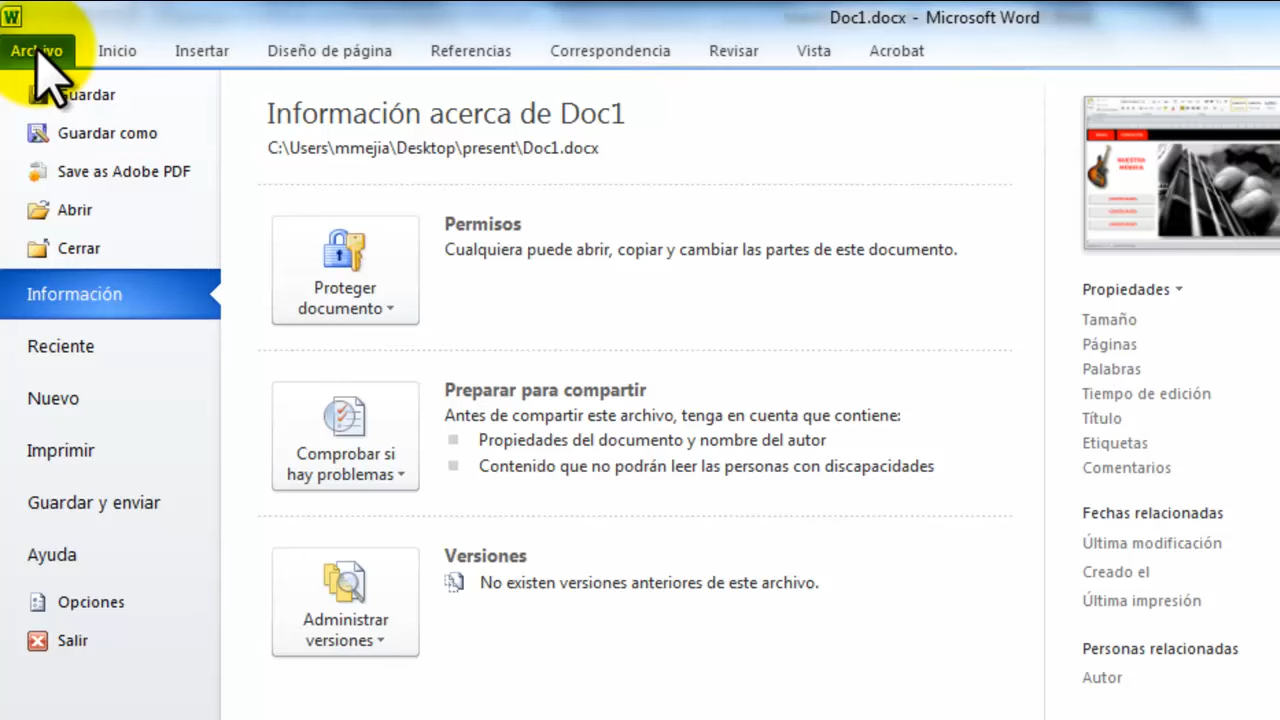 Doc1.docx - Microsoft Word
Archivo Inicio Insertar Diseño de página Referencias Correspondencia Revisar Vista Acrobat
Guardar
Guardar como
Save as Adobe PDF
Abrir
Cerrar
Información
Reciente
Nuevo
Imprimir
Guardar y enviar
Ayuda
Opciones
Salir
Información acerca de Doc1
C:\Users\mmejia\Desktop\present\Doc1.docx
Proteger
documento
Permisos
Cualquiera puede abrir, copiar y cambiar las partes de este documento.
Comprobar si
hay problemas
Preparar para compartir
Antes de compartir este archivo, tenga en cuenta que contiene:
Propiedades del documento y nombre del autor
Contenido que no podrán leer las personas con discapacidades
Administrar
versiones
Versiones
No existen versiones anteriores de este archivo.
NUESTRA
MUSICA
Propiedades
Tamaño
Páginas
Palabras
Tiempo de edición
Título
Etiquetas
Comentarios
Fechas relacionadas
Última modificación
Creado el
Última impresión
Personas relacionadas
Autor